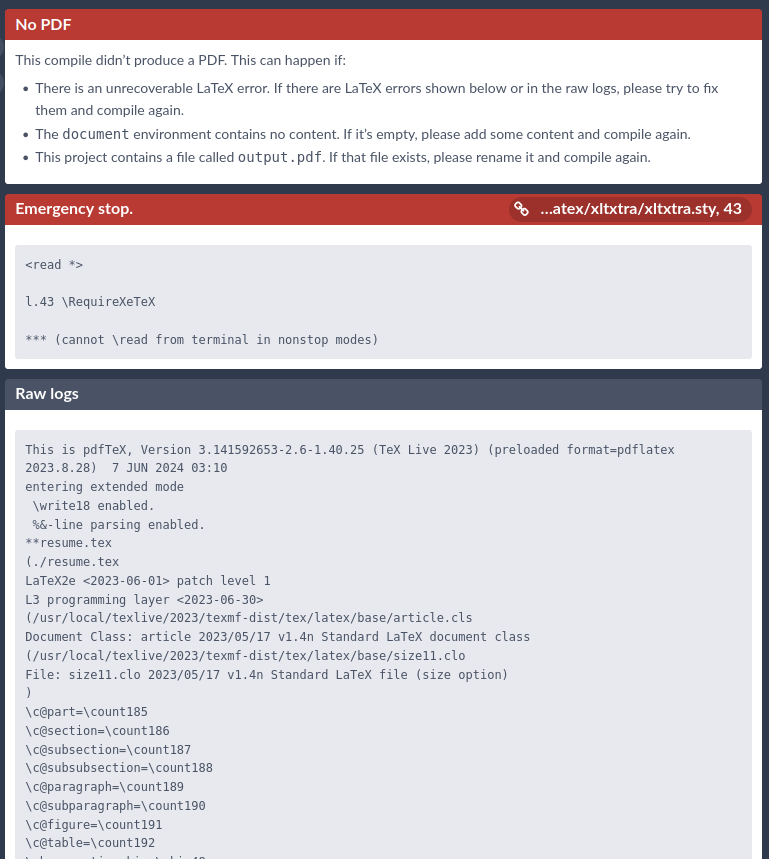 No PDF
This compile didn’t produce a PDF. This can happen if:
• There is an unrecoverable LaTeX error. If there are LaTeX errors shown below or in the raw logs, please try to fix
them and compile again.
• The document environment contains no content. If it’s empty, please add some content and compile again.
• This project contains a file called output.pdf. If that file exists, please rename it and compile again.
Emergency stop. ...atex/xltxtra/xltxtra.sty, 43
<read *>
l.43 \RequireXeTeX
*** (cannot \read from terminal in nonstop modes)
Raw logs
This is pdfTeX, Version 3.141592653-2.6-1.40.25 (TeX Live 2023) (preloaded format=pdflatex
2023.8.28)  7 JUN 2024 03:10
entering extended mode
 \write18 enabled.
 %&-line parsing enabled.
**resume.tex
(./resume.tex
LaTeX2e <2023-06-01> patch level 1
L3 programming layer <2023-06-30>
(/usr/local/texlive/2023/texmf-dist/tex/latex/base/article.cls
Document Class: article 2023/05/17 v1.4n Standard LaTeX document class
(/usr/local/texlive/2023/texmf-dist/tex/latex/base/size11.clo
File: size11.clo 2023/05/17 v1.4n Standard LaTeX file (size option)
)
\c@part=\count185
\c@section=\count186
\c@subsection=\count187
\c@subsubsection=\count188
\c@paragraph=\count189
\c@subparagraph=\count190
\c@figure=\count191
\c@table=\count192